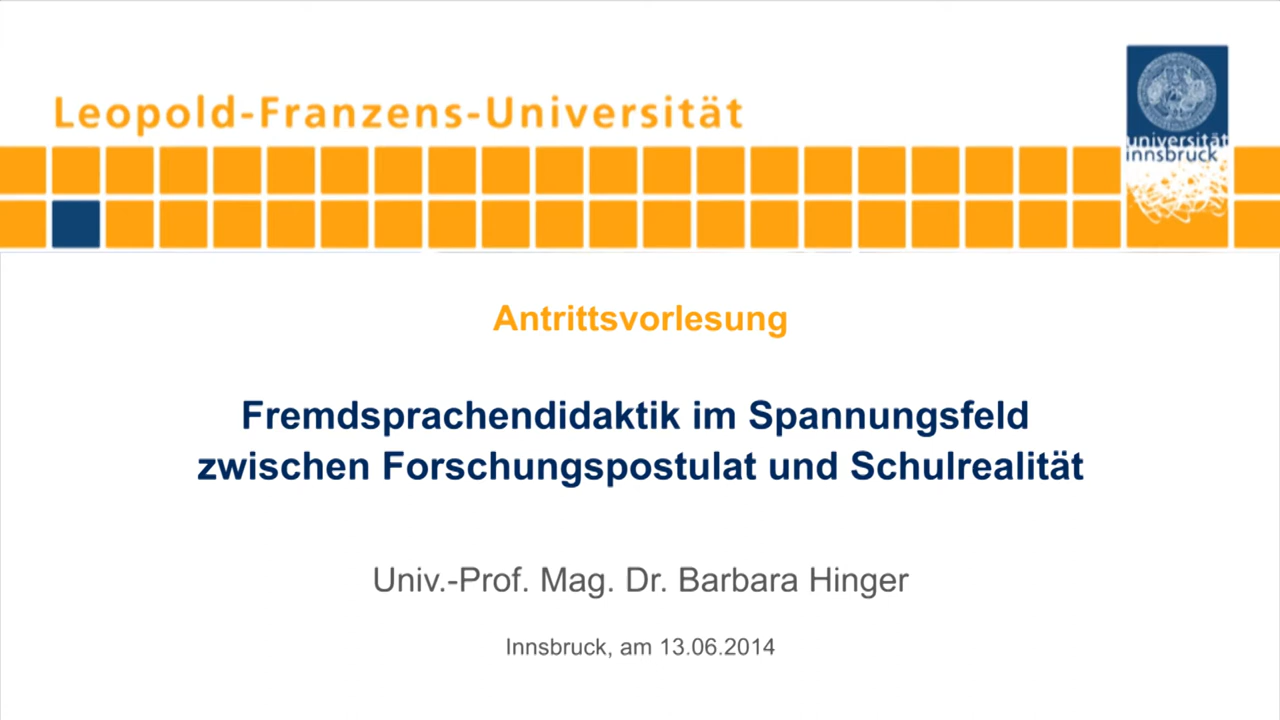 Leopold-Franzens-Universität
universität
innsbruck
Antrittsvorlesung
Fremdsprachendidaktik im Spannungsfeld
zwischen Forschungspostulat und Schulrealität
Univ.-Prof. Mag. Dr. Barbara Hinger
Innsbruck, am 13.06.2014